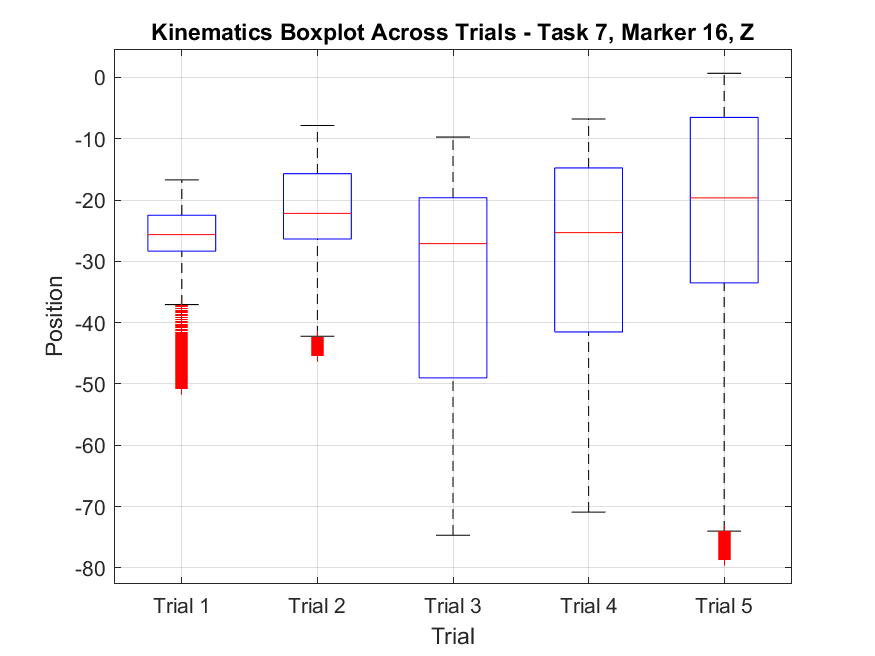 Kinematics Boxplot Across Trials - Task 7, Marker 16, Z
0
-10
-20
-30
-40
-50
-60
-70
-80
Position
Trial 1
Trial 2
Trial 3
Trial 4
Trial 5
Trial